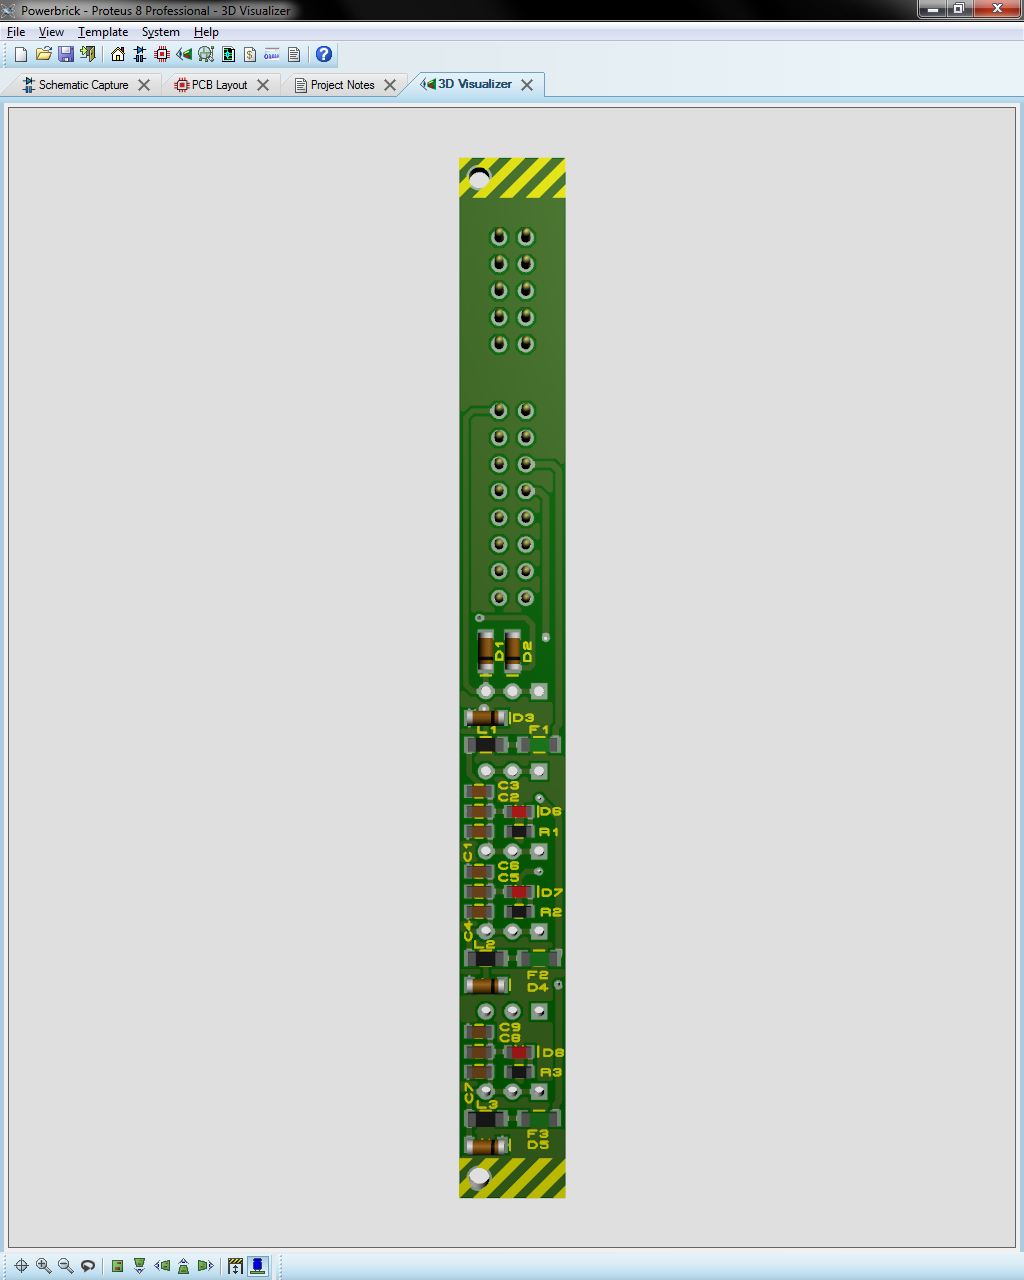 Powerbrick - Proteus 8 Professional - 3D Visualizer
File View Template System Help
Schematic Capture PCB Layout Project Notes 3D Visualizer
D1 D2
D3
L1 F1
C3
C2
D6
R1
C1
C6
C5
D7
R2
C4
L2
F2
D4
C9
C8
D8
R3
C7
L3
F3
D5